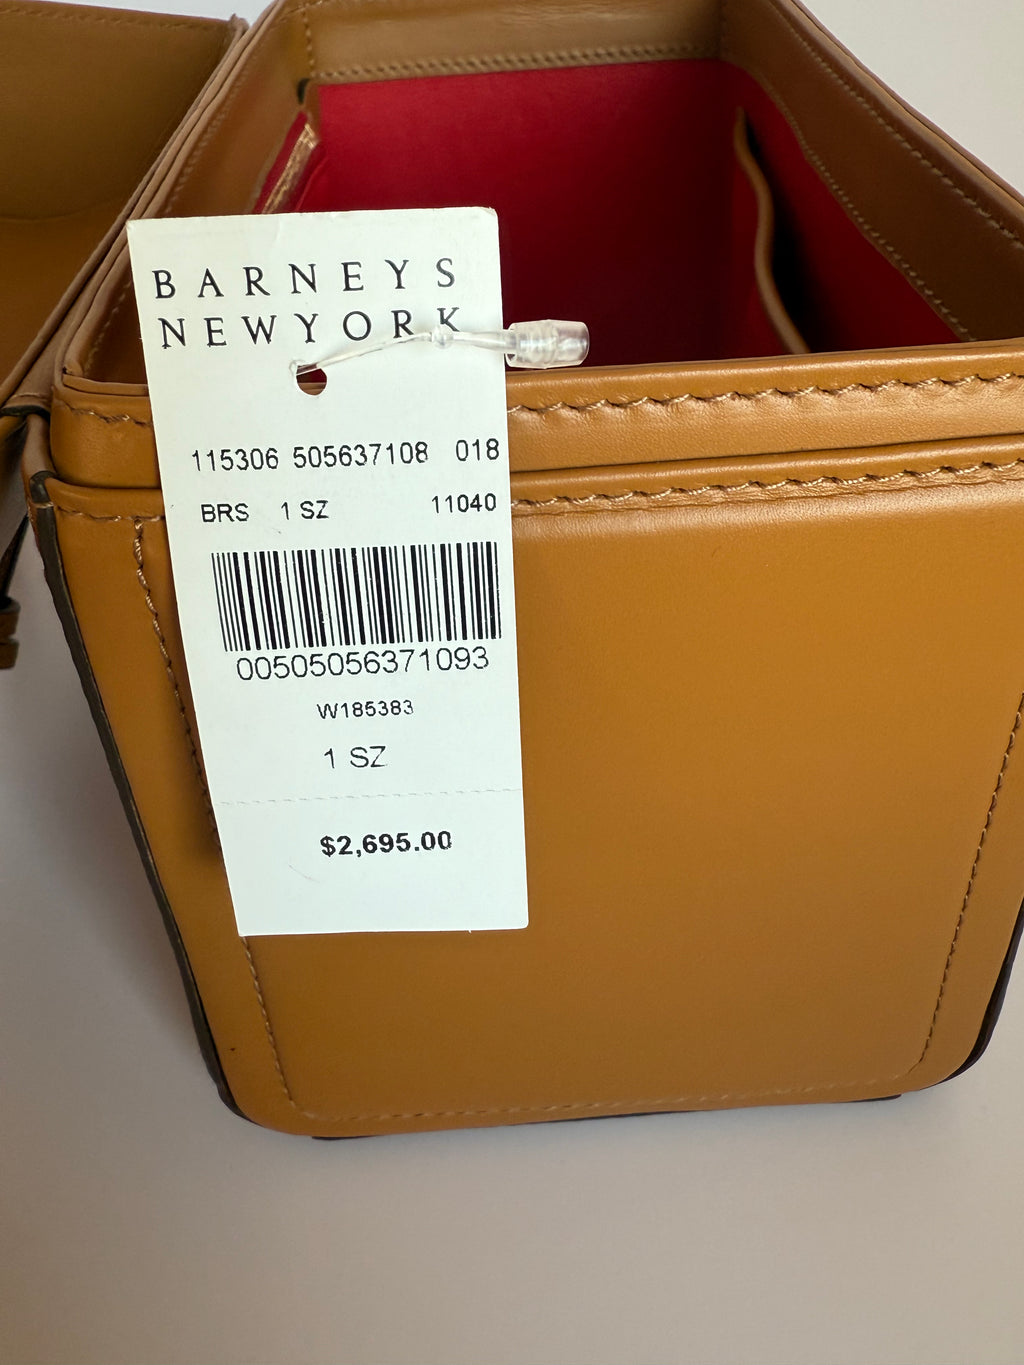 BARNEYS
NEWYORK
115306 505637108 018
BRS 1 SZ 11040
00505056371093
W185383
1 SZ
$2,695.00